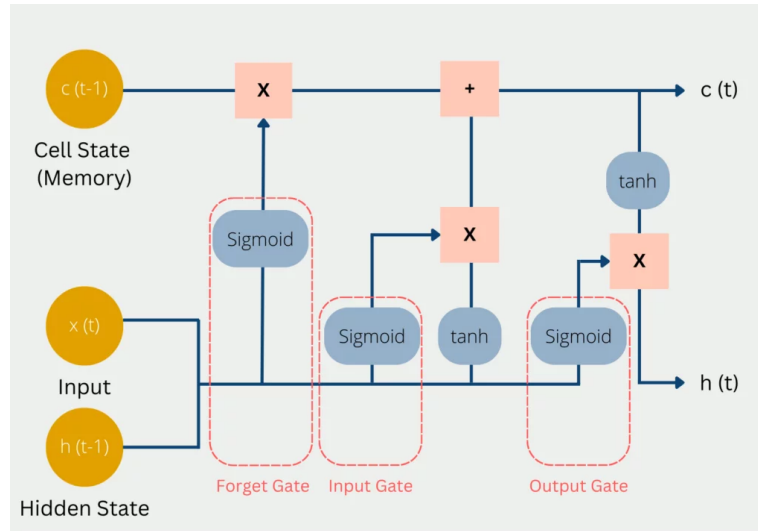 c (t-1)
X
+
c (t)
Cell State
(Memory)
tanh
Sigmoid
X
X
x (t)
Sigmoid
tanh
Sigmoid
Input
h (t)
h (t-1)
Forget Gate
Input Gate
Output Gate
Hidden State